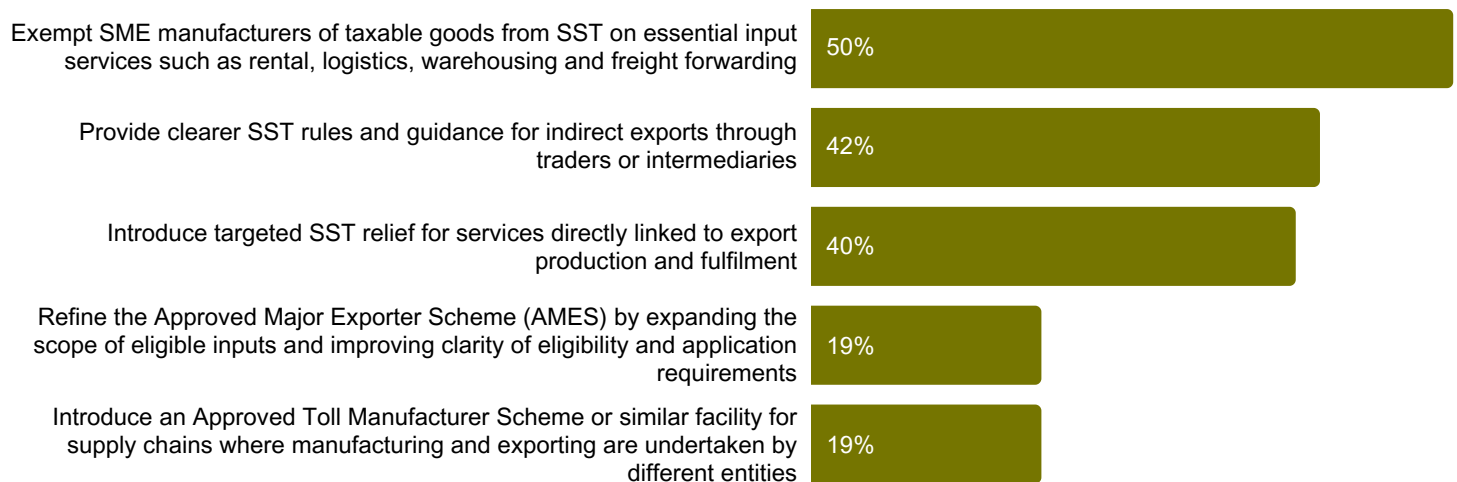 Exempt SME manufacturers of taxable goods from SST on essential input
services such as rental, logistics, warehousing and freight forwarding
50%
Provide clearer SST rules and guidance for indirect exports through
traders or intermediaries
42%
Introduce targeted SST relief for services directly linked to export
production and fulfilment
40%
Refine the Approved Major Exporter Scheme (AMES) by expanding the
scope of eligible inputs and improving clarity of eligibility and application
requirements
19%
Introduce an Approved Toll Manufacturer Scheme or similar facility for
supply chains where manufacturing and exporting are undertaken by
different entities
19%